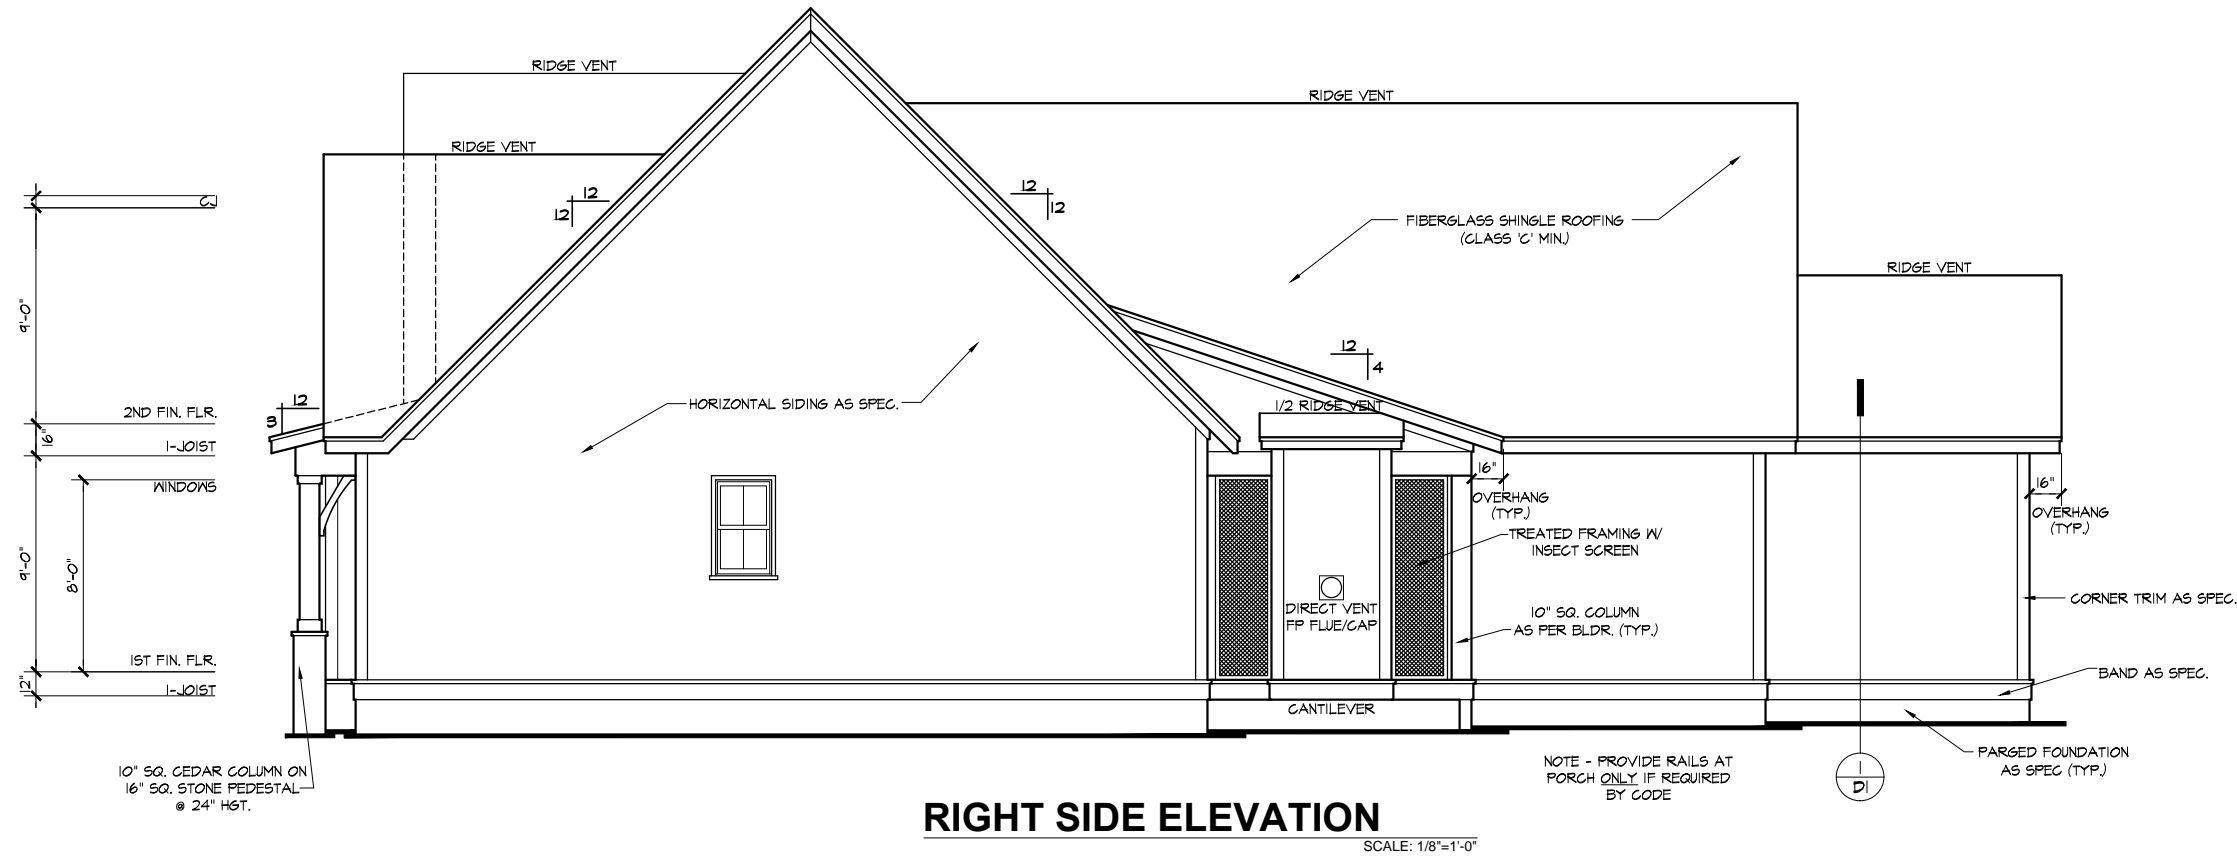 RIDGE VENT
RIDGE VENT
RIDGE VENT
CJ
12
12
12
12
FIBERGLASS SHINGLE ROOFING
(CLASS 'C' MIN.)
RIDGE VENT
9'-0"
12
4
12
3
HORIZONTAL SIDING AS SPEC.
1/2 RIDGE VENT
2ND FIN. FLR.
16"
I-JOIST
WINDOWS
16"
OVERHANG
(TYP.)
16"
OVERHANG
(TYP.)
TREATED FRAMING W/
INSECT SCREEN
9'-0"
8'-0"
DIRECT VENT
FP FLUE/CAP
10" SQ. COLUMN
AS PER BLDR. (TYP.)
CORNER TRIM AS SPEC.
1ST FIN. FLR.
12"
I-JOIST
BAND AS SPEC.
CANTILEVER
10" SQ. CEDAR COLUMN ON
16" SQ. STONE PEDESTAL
@ 24" HGT.
NOTE - PROVIDE RAILS AT
PORCH ONLY IF REQUIRED
BY CODE
1
D1
PARGED FOUNDATION
AS SPEC (TYP.)
RIGHT SIDE ELEVATION
SCALE: 1/8"=1'-0"